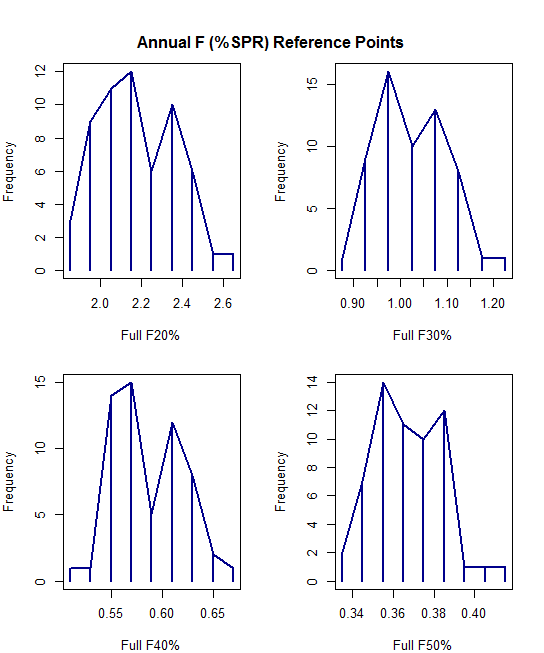 Annual F (%SPR) Reference Points
Frequency
0 2 4 6 8 10 12
2.0 2.2 2.4 2.6
Full F20%
Frequency
0 5 10 15
0.90 1.00 1.10 1.20
Full F30%
Frequency
0 5 10 15
0.55 0.60 0.65
Full F40%
Frequency
0 2 4 6 8 10 12 14
0.34 0.36 0.38 0.40
Full F50%